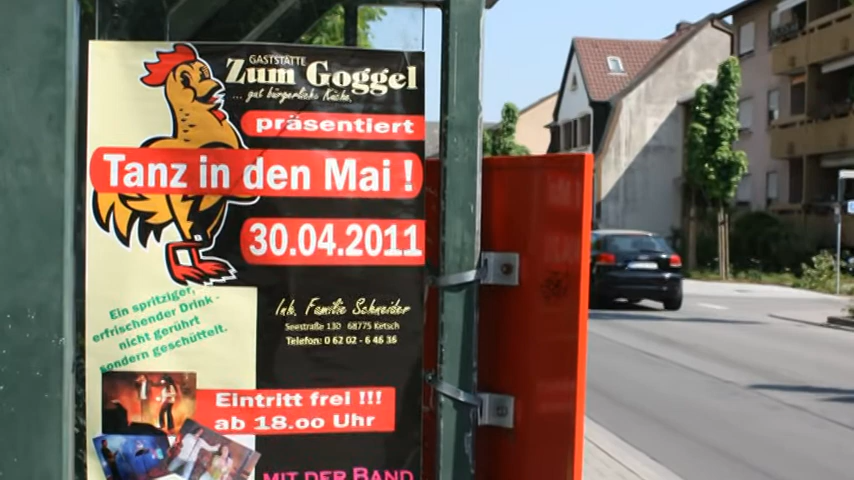 GASTSTÄTTE
Zum Goggel
... gut bürgerliche Küche.
präsentiert
Tanz in den Mai !
30.04.2011
Inh. Familie Schneider
Seestraße 130 68775 Ketsch
Telefon: 0 62 02 - 6 46 36
Ein spritziger,
erfrischender Drink -
nicht gerührt
sondern geschüttelt.
Eintritt frei !!!
ab 18.oo Uhr
MIT DER BAND